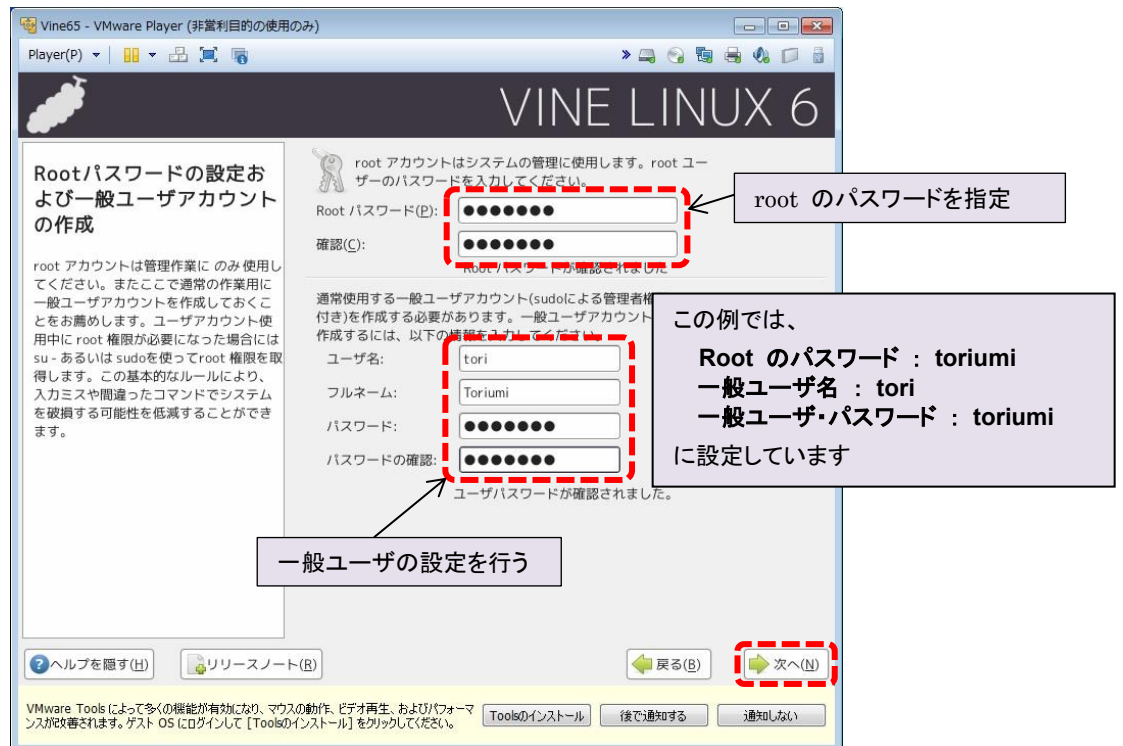 Vine65 - VMware Player (非営利目的の使用のみ)
Player(P)
VINE LINUX 6
Rootパスワードの設定お
よび一般ユーザアカウント
の作成
root アカウントは管理作業に のみ 使用し
てください。またここで通常の作業用に
一般ユーザアカウントを作成しておくこ
とをお薦めします。ユーザアカウント使
用中に root 権限が必要になった場合には
su - あるいは sudoを使ってroot 権限を取
得します。この基本的なルールにより、
入力ミスや間違ったコマンドでシステム
を破損する可能性を低減することができ
ます。
root アカウントはシステムの管理に使用します。root ユー
ザーのパスワードを入力してください。
Root パスワード(P): ●●●●●●●
確認(C): ●●●●●●●
Root パスワードが確認されました
root のパスワードを指定
通常使用する一般ユーザアカウント(sudoによる管理者権
付き)を作成する必要があります。一般ユーザアカウント
作成するには、以下の情報を入力してください。
ユーザ名: tori
フルネーム: Toriumi
パスワード: ●●●●●●●
パスワードの確認: ●●●●●●●
ユーザパスワードが確認されました。
この例では、
Root のパスワード : toriumi
一般ユーザ名 : tori
一般ユーザ・パスワード : toriumi
に設定しています
一般ユーザの設定を行う
ヘルプを隠す(H)
リリースノート(R)
戻る(B)
次へ(N)
VMware Tools によって多くの機能が有効になり、マウスの動作、ビデオ再生、およびパフォーマ
ンスが改善されます。ゲスト OS にログインして [Toolsのインストール] をクリックしてください。
Toolsのインストール
後で通知する
通知しない